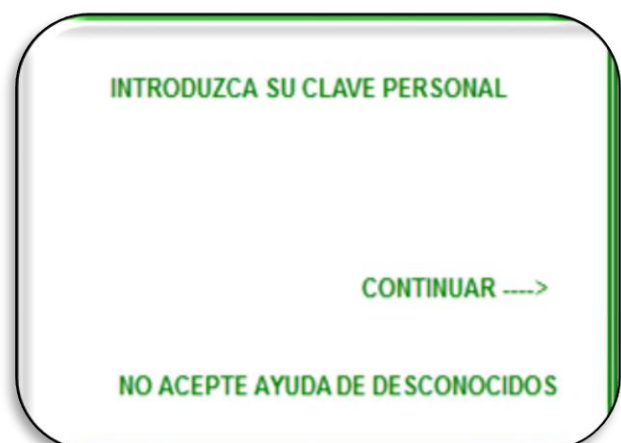 INTRODUZCA SU CLAVE PERSONAL
CONTINUAR ---->
NO ACEPTE AYUDA DE DESCONOCIDOS